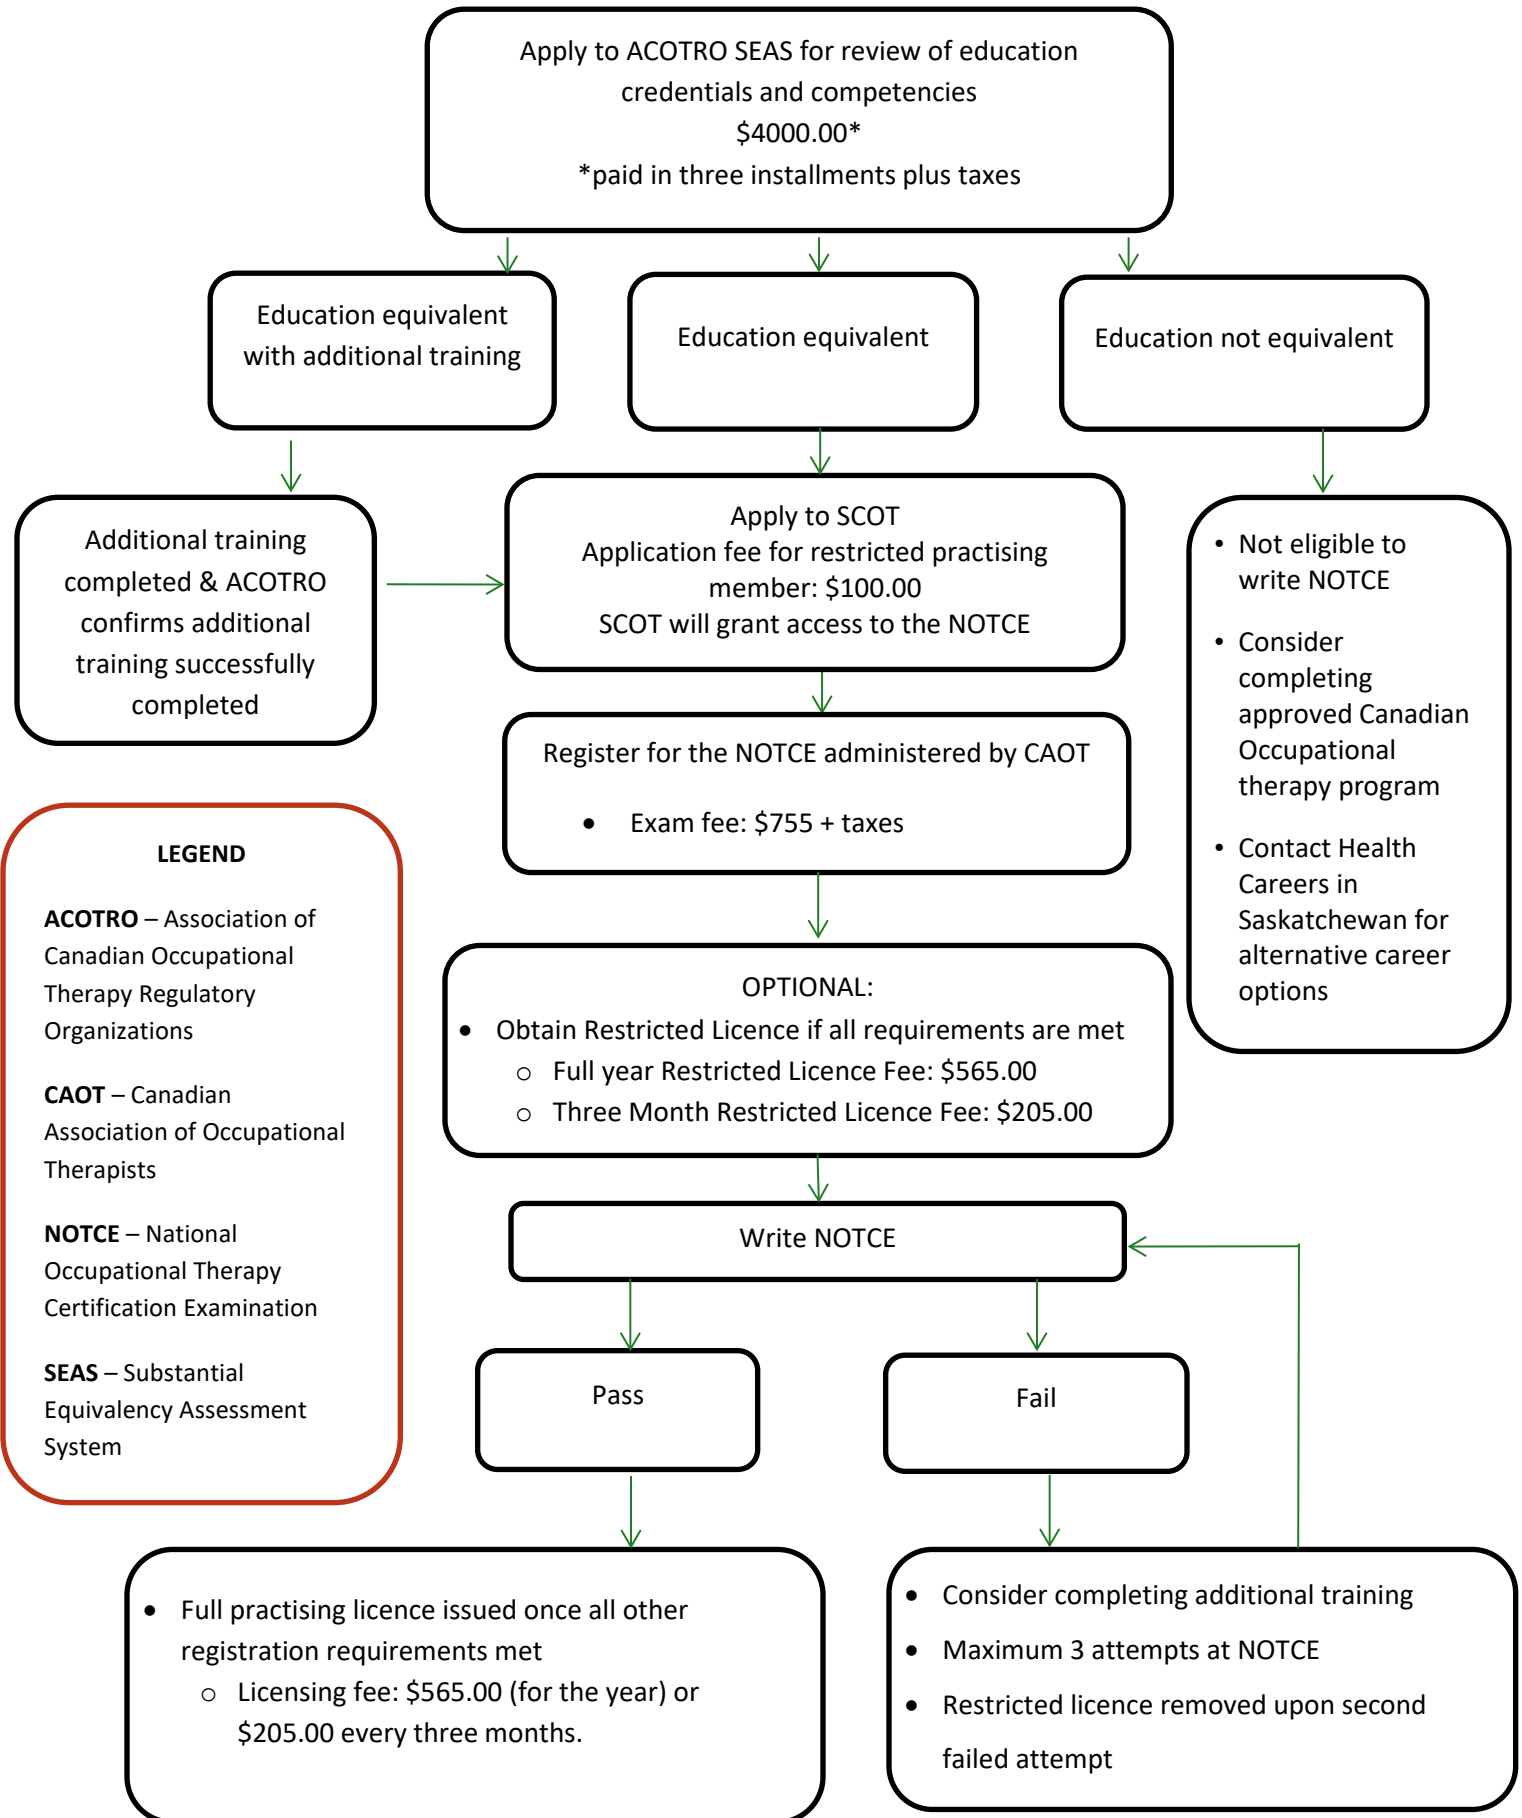 Apply to ACOTRO SEAS for review of education
credentials and competencies
$4000.00*
*paid in three installments plus taxes
Education equivalent
with additional training
Education equivalent
Education not equivalent
Additional training
completed & ACOTRO
confirms additional
training successfully
completed
Apply to SCOT
Application fee for restricted practising
member: $100.00
SCOT will grant access to the NOTCE
• Not eligible to
write NOTCE
• Consider
completing
approved Canadian
Occupational
therapy program
• Contact Health
Careers in
Saskatchewan for
alternative career
options
Register for the NOTCE administered by CAOT
• Exam fee: $755 + taxes
LEGEND
ACOTRO – Association of
Canadian Occupational
Therapy Regulatory
Organizations
CAOT – Canadian
Association of Occupational
Therapists
NOTCE – National
Occupational Therapy
Certification Examination
SEAS – Substantial
Equivalency Assessment
System
OPTIONAL:
• Obtain Restricted Licence if all requirements are met
o Full year Restricted Licence Fee: $565.00
o Three Month Restricted Licence Fee: $205.00
Write NOTCE
Pass
Fail
• Full practising licence issued once all other
registration requirements met
o Licensing fee: $565.00 (for the year) or
$205.00 every three months.
• Consider completing additional training
• Maximum 3 attempts at NOTCE
• Restricted licence removed upon second
failed attempt